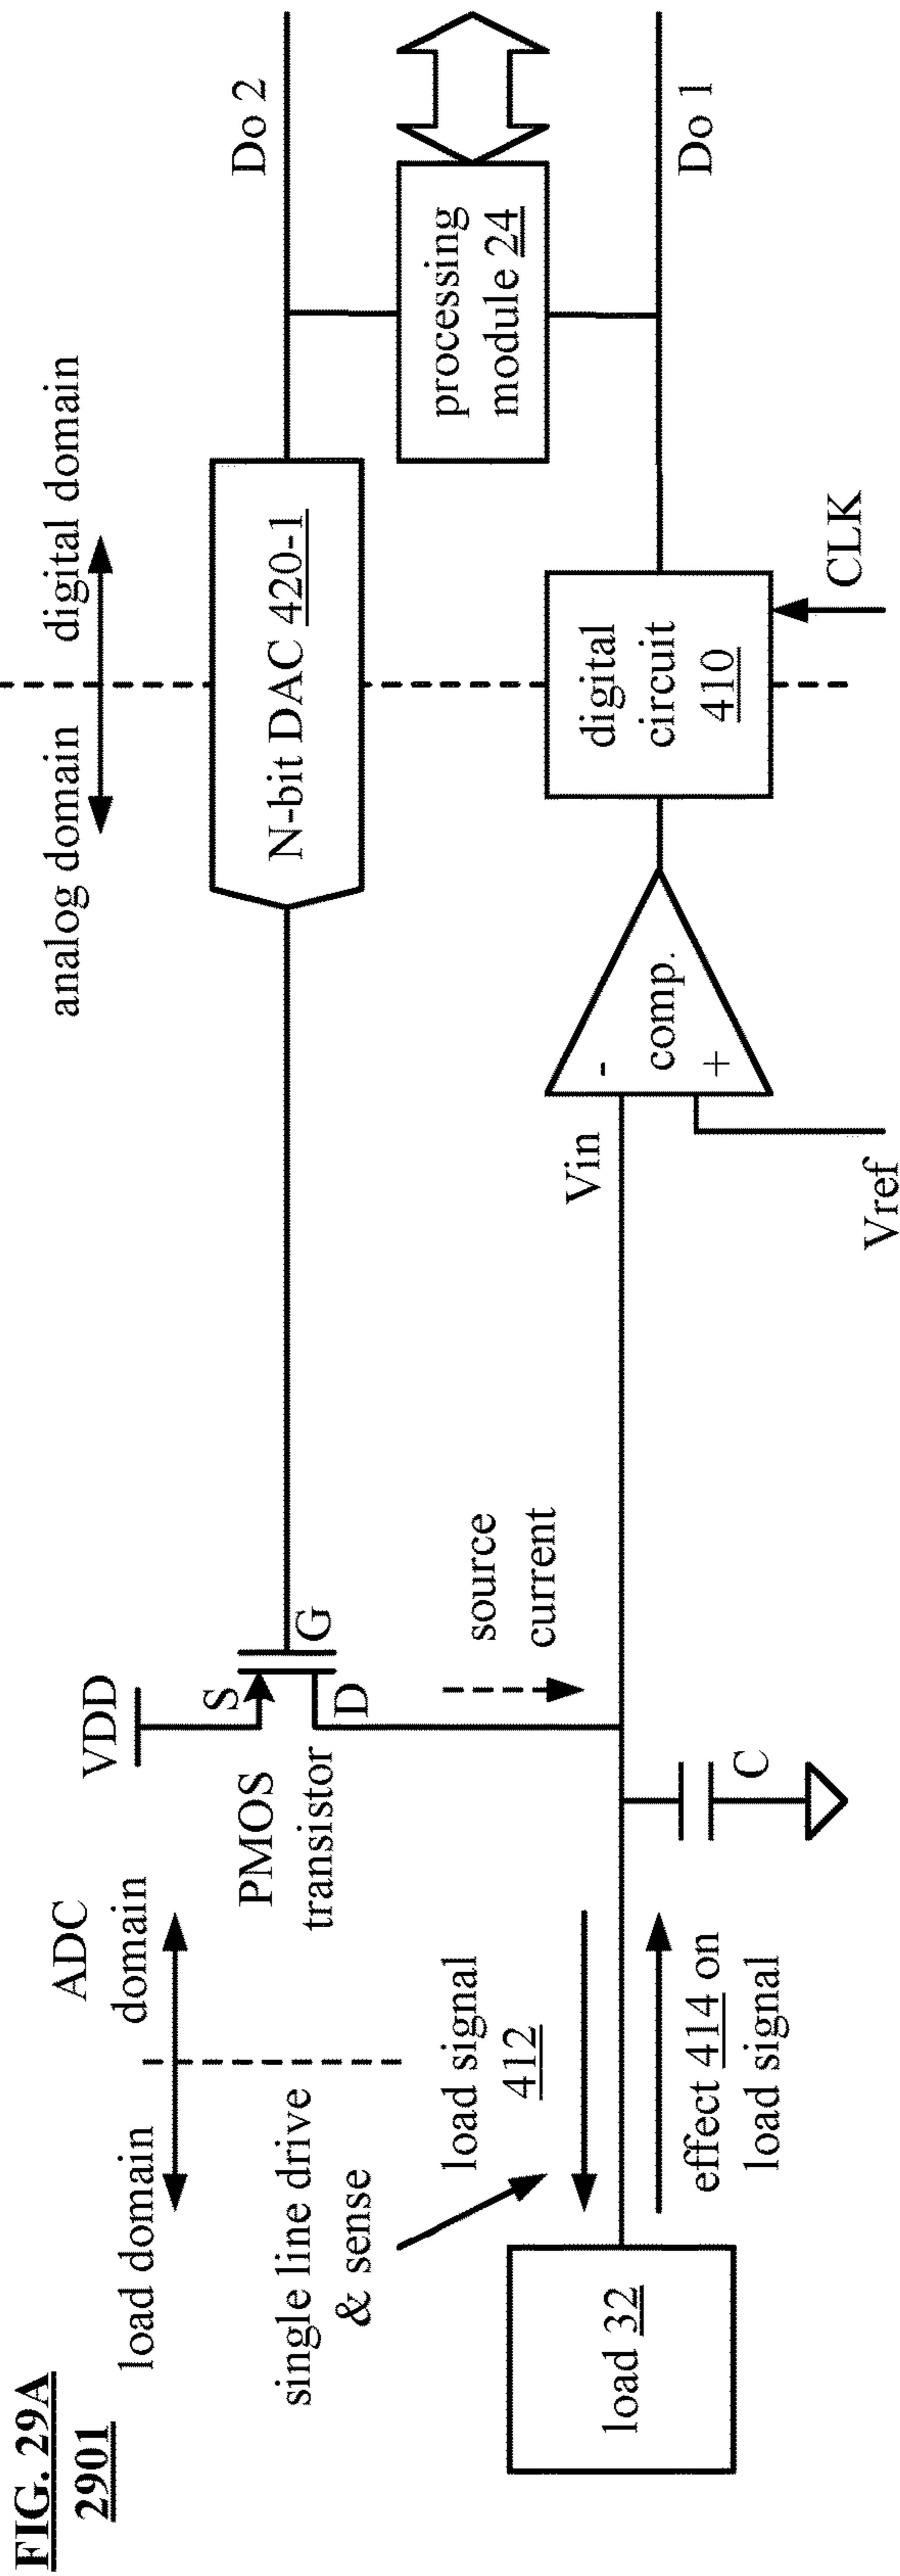 FIG. 29A
2901
load domain
ADC
domain
analog domain
digital domain
VDD
S
G
D
PMOS
transistor
N-bit DAC 420-1
Do 2
single line drive
& sense
load signal
412
source
current
processing
module 24
load 32
effect 414 on
load signal
C
Vin
Vref
-
comp.
+
digital
circuit
410
CLK
Do 1